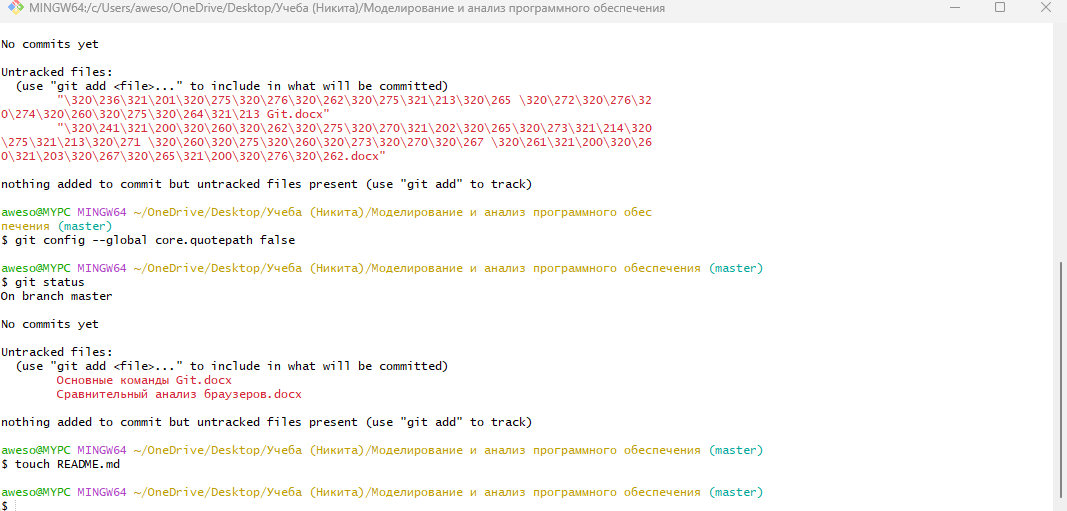 MINGW64:/c/Users/aweso/OneDrive/Desktop/Учеба (Никита)/Моделирование и анализ программного обеспечения
No commits yet
Untracked files:
(use "git add <file>..." to include in what will be committed)
"\320\236\321\201\320\275\320\276\320\262\320\275\321\213\320\265 \320\272\320\276\32
0\274\320\260\320\275\320\264\321\213 Git.docx"
"\320\241\321\200\320\260\320\262\320\275\320\270\321\202\320\265\320\273\321\214\320
\275\321\213\320\271 \320\260\320\275\320\260\320\273\320\270\320\267 \320\261\321\200\320\26
0\321\203\320\267\320\265\321\200\320\276\320\262.docx"
nothing added to commit but untracked files present (use "git add" to track)
aweso@MYPC MINGW64 ~/OneDrive/Desktop/Учеба (Никита)/Моделирование и анализ программного обес
печения (master)
$ git config --global core.quotepath false
aweso@MYPC MINGW64 ~/OneDrive/Desktop/Учеба (Никита)/Моделирование и анализ программного обеспечения (master)
$ git status
On branch master
No commits yet
Untracked files:
(use "git add <file>..." to include in what will be committed)
Основные команды Git.docx
Сравнительный анализ браузеров.docx
nothing added to commit but untracked files present (use "git add" to track)
aweso@MYPC MINGW64 ~/OneDrive/Desktop/Учеба (Никита)/Моделирование и анализ программного обеспечения (master)
$ touch README.md
aweso@MYPC MINGW64 ~/OneDrive/Desktop/Учеба (Никита)/Моделирование и анализ программного обеспечения (master)
$